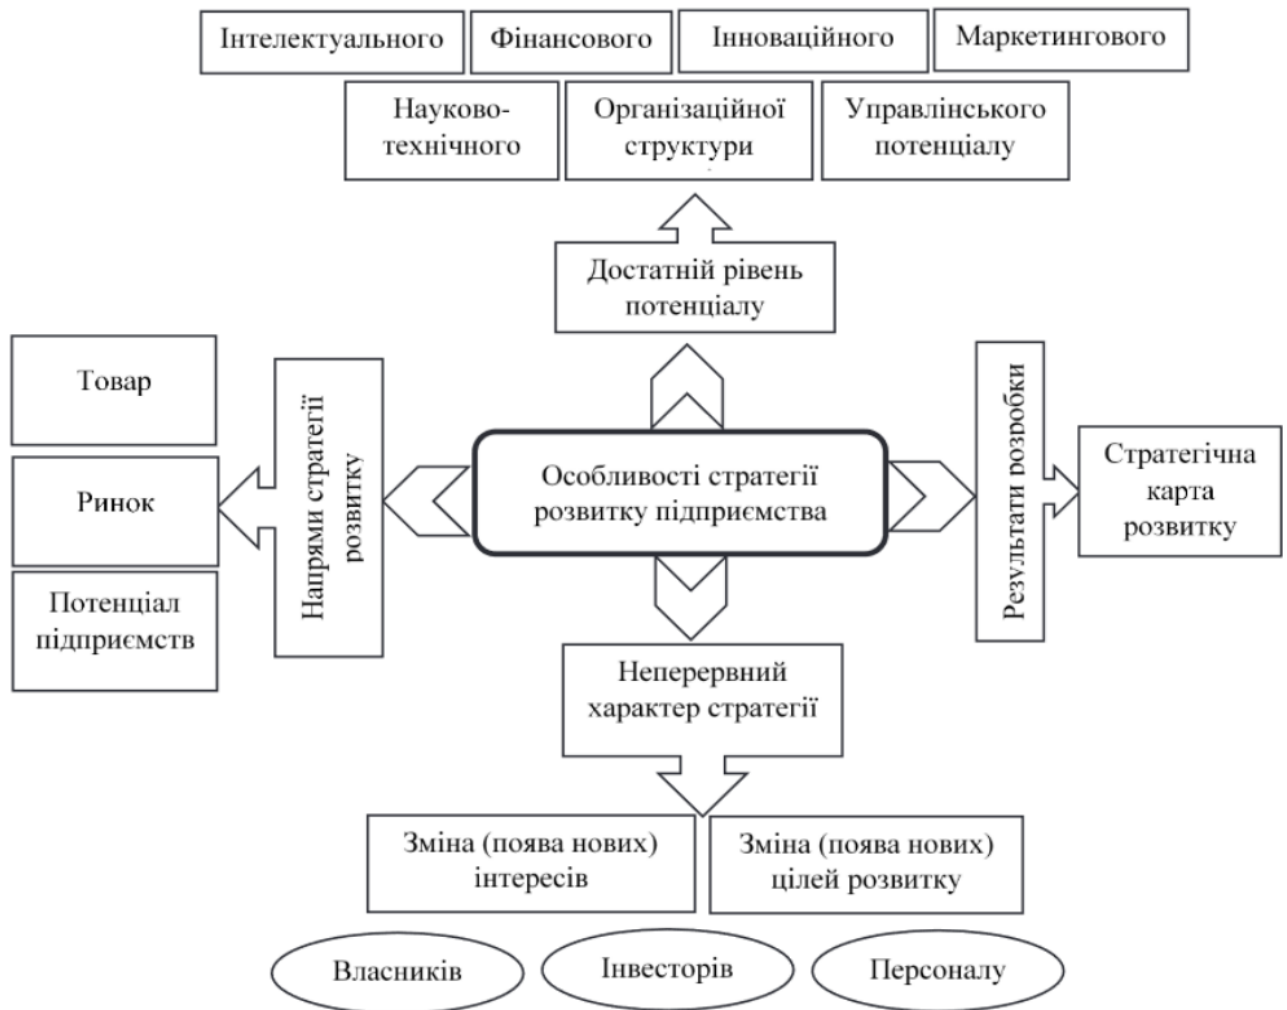 Інтелектуального
Фінансового
Інноваційного
Маркетингового
Науково-
технічного
Організаційної
структури
Управлінського
потенціалу
Достатній рівень
потенціалу
Товар
Ринок
Потенціал
підприємств
Напрями стратегії
розвитку
Особливості стратегії
розвитку підприємства
Результати розробки
Стратегічна
карта
розвитку
Неперервний
характер стратегії
Зміна (поява нових)
інтересів
Зміна (поява нових)
цілей розвитку
Власників
Інвесторів
Персоналу